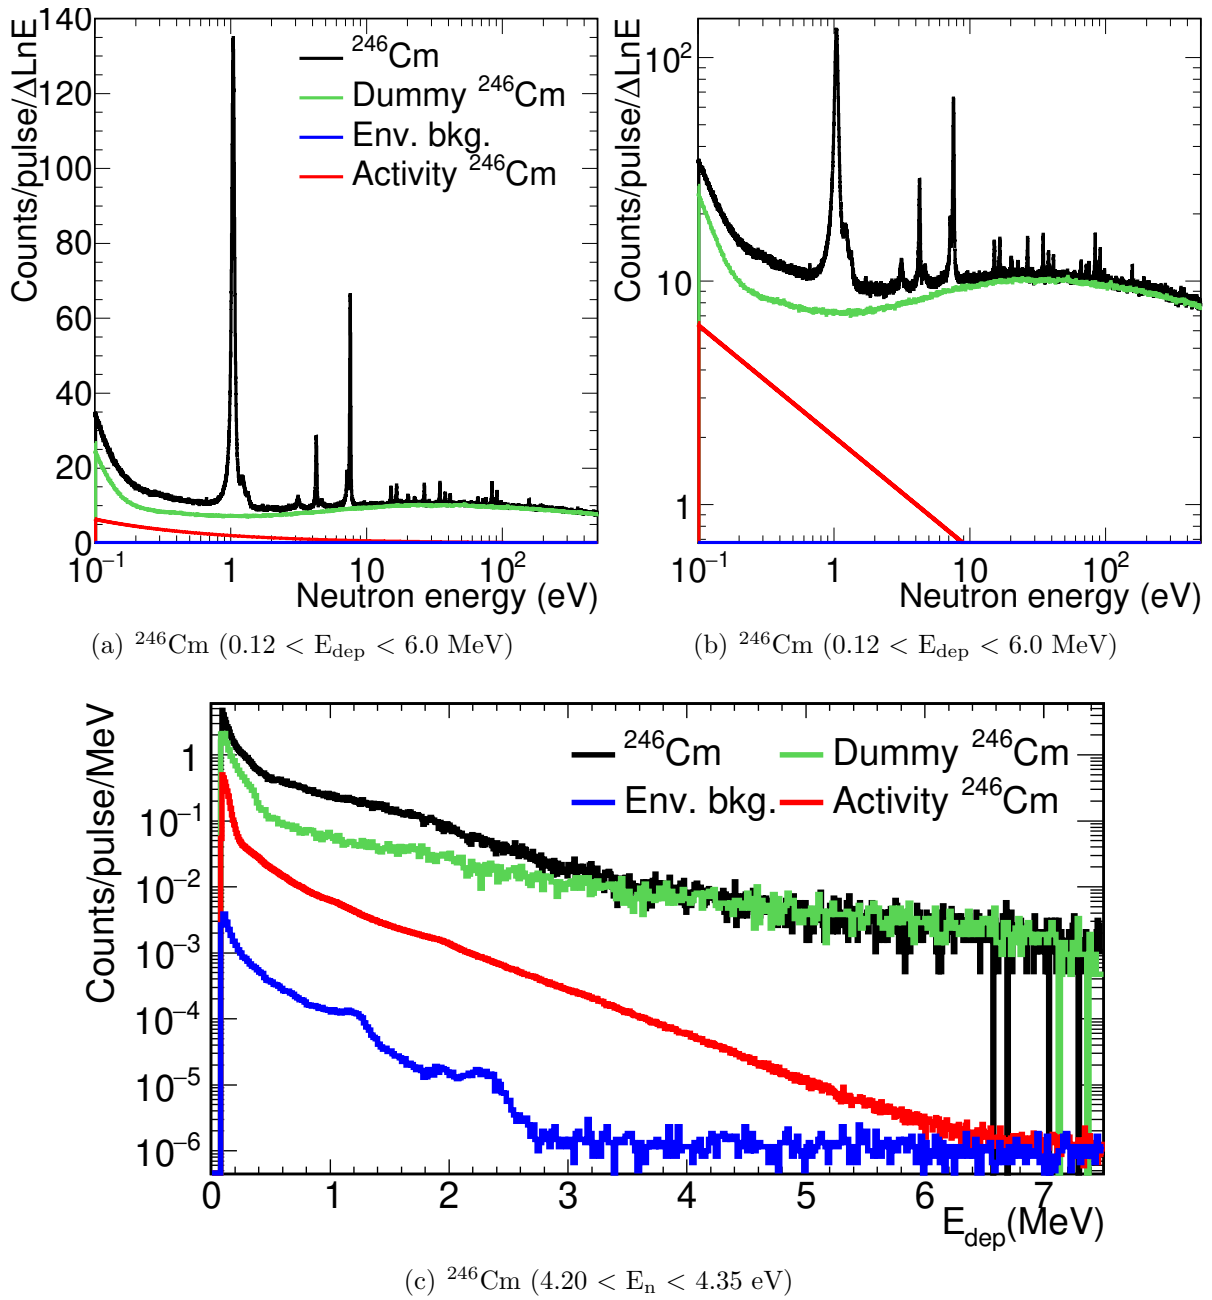 140
120
100
80
60
40
20
0
Counts/pulse/ΔLnE
²⁴⁶Cm
Dummy ²⁴⁶Cm
Env. bkg.
Activity ²⁴⁶Cm
10⁻¹ 1 10 10²
Neutron energy (eV)
(a) ²⁴⁶Cm (0.12 < E_dep < 6.0 MeV)
10²
10
1
Counts/pulse/ΔLnE
10⁻¹ 1 10 10²
Neutron energy (eV)
(b) ²⁴⁶Cm (0.12 < E_dep < 6.0 MeV)
1
10⁻¹
10⁻²
10⁻³
10⁻⁴
10⁻⁵
10⁻⁶
Counts/pulse/MeV
²⁴⁶Cm Dummy ²⁴⁶Cm
Env. bkg. Activity ²⁴⁶Cm
0 1 2 3 4 5 6 7
E_dep(MeV)
(c) ²⁴⁶Cm (4.20 < E_n < 4.35 eV)